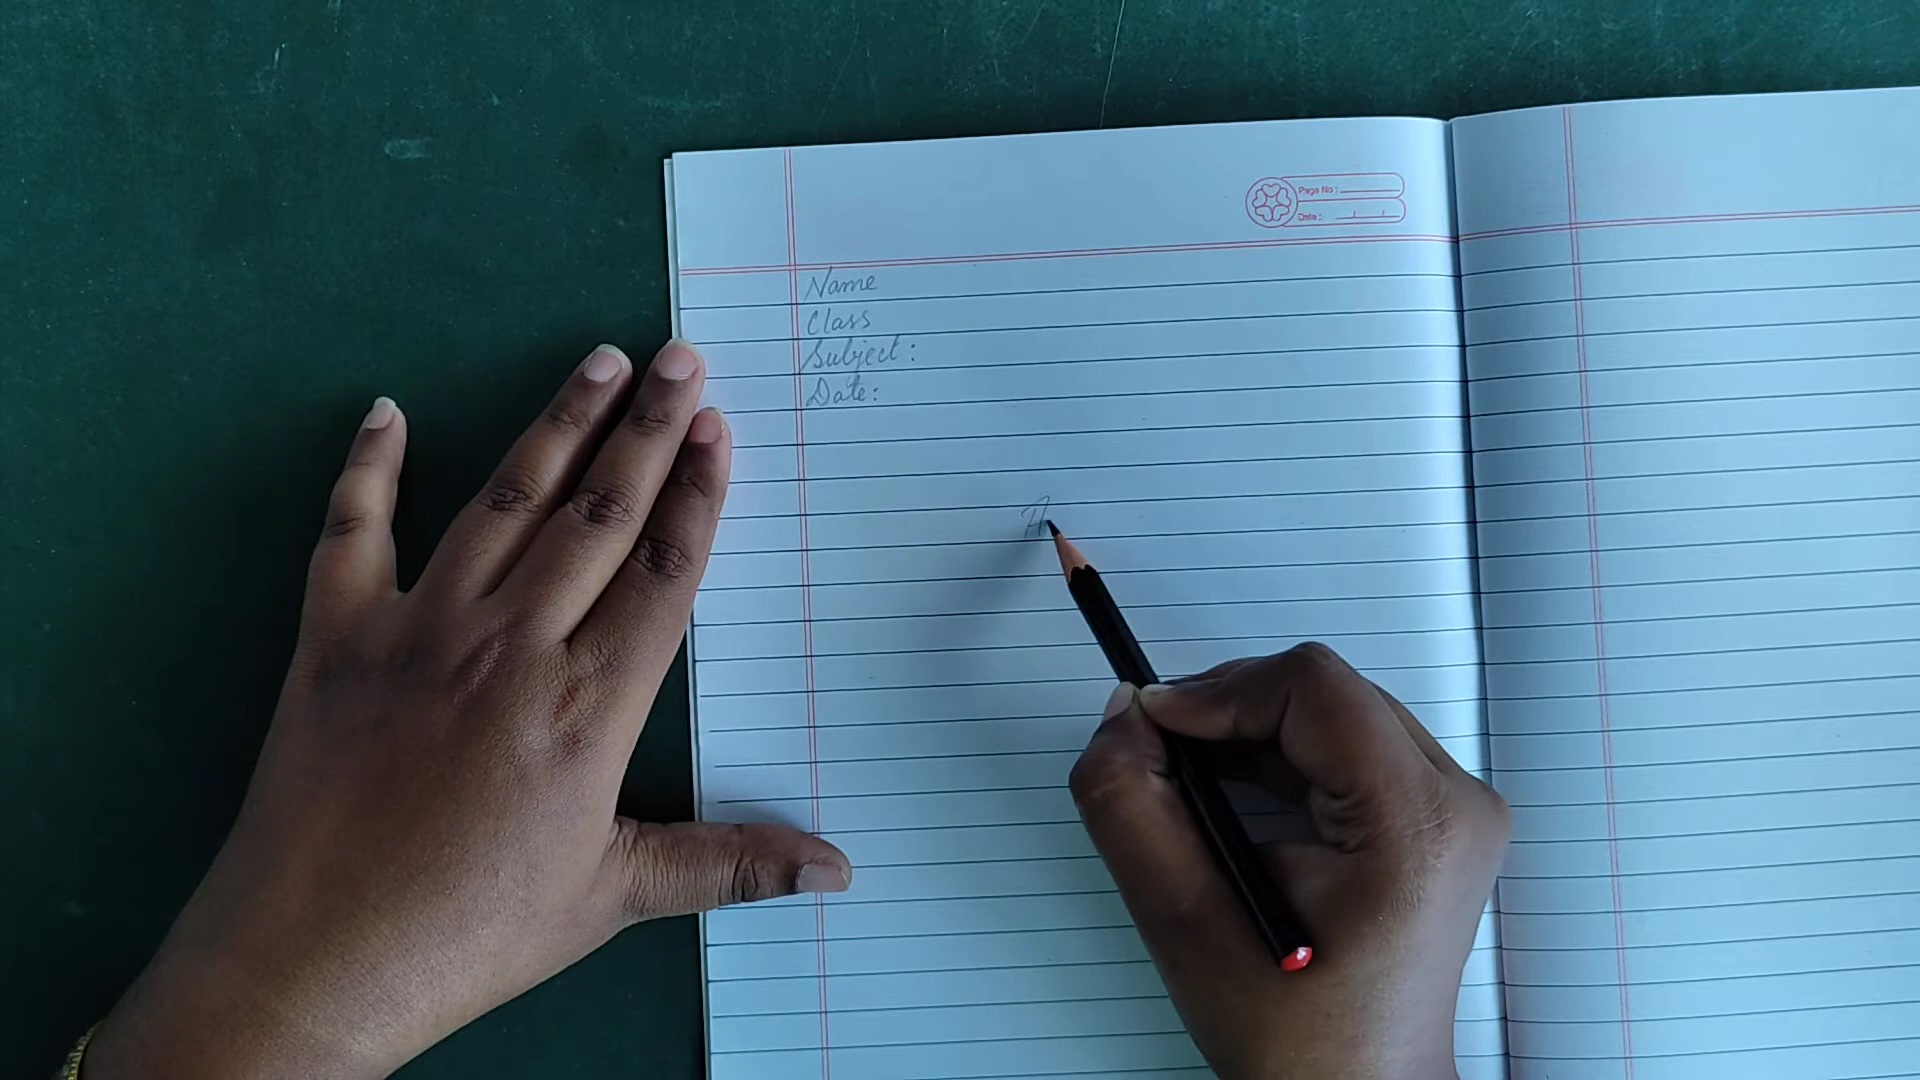 Page No :
Date :
Name
Class
Subject :
Date :
A